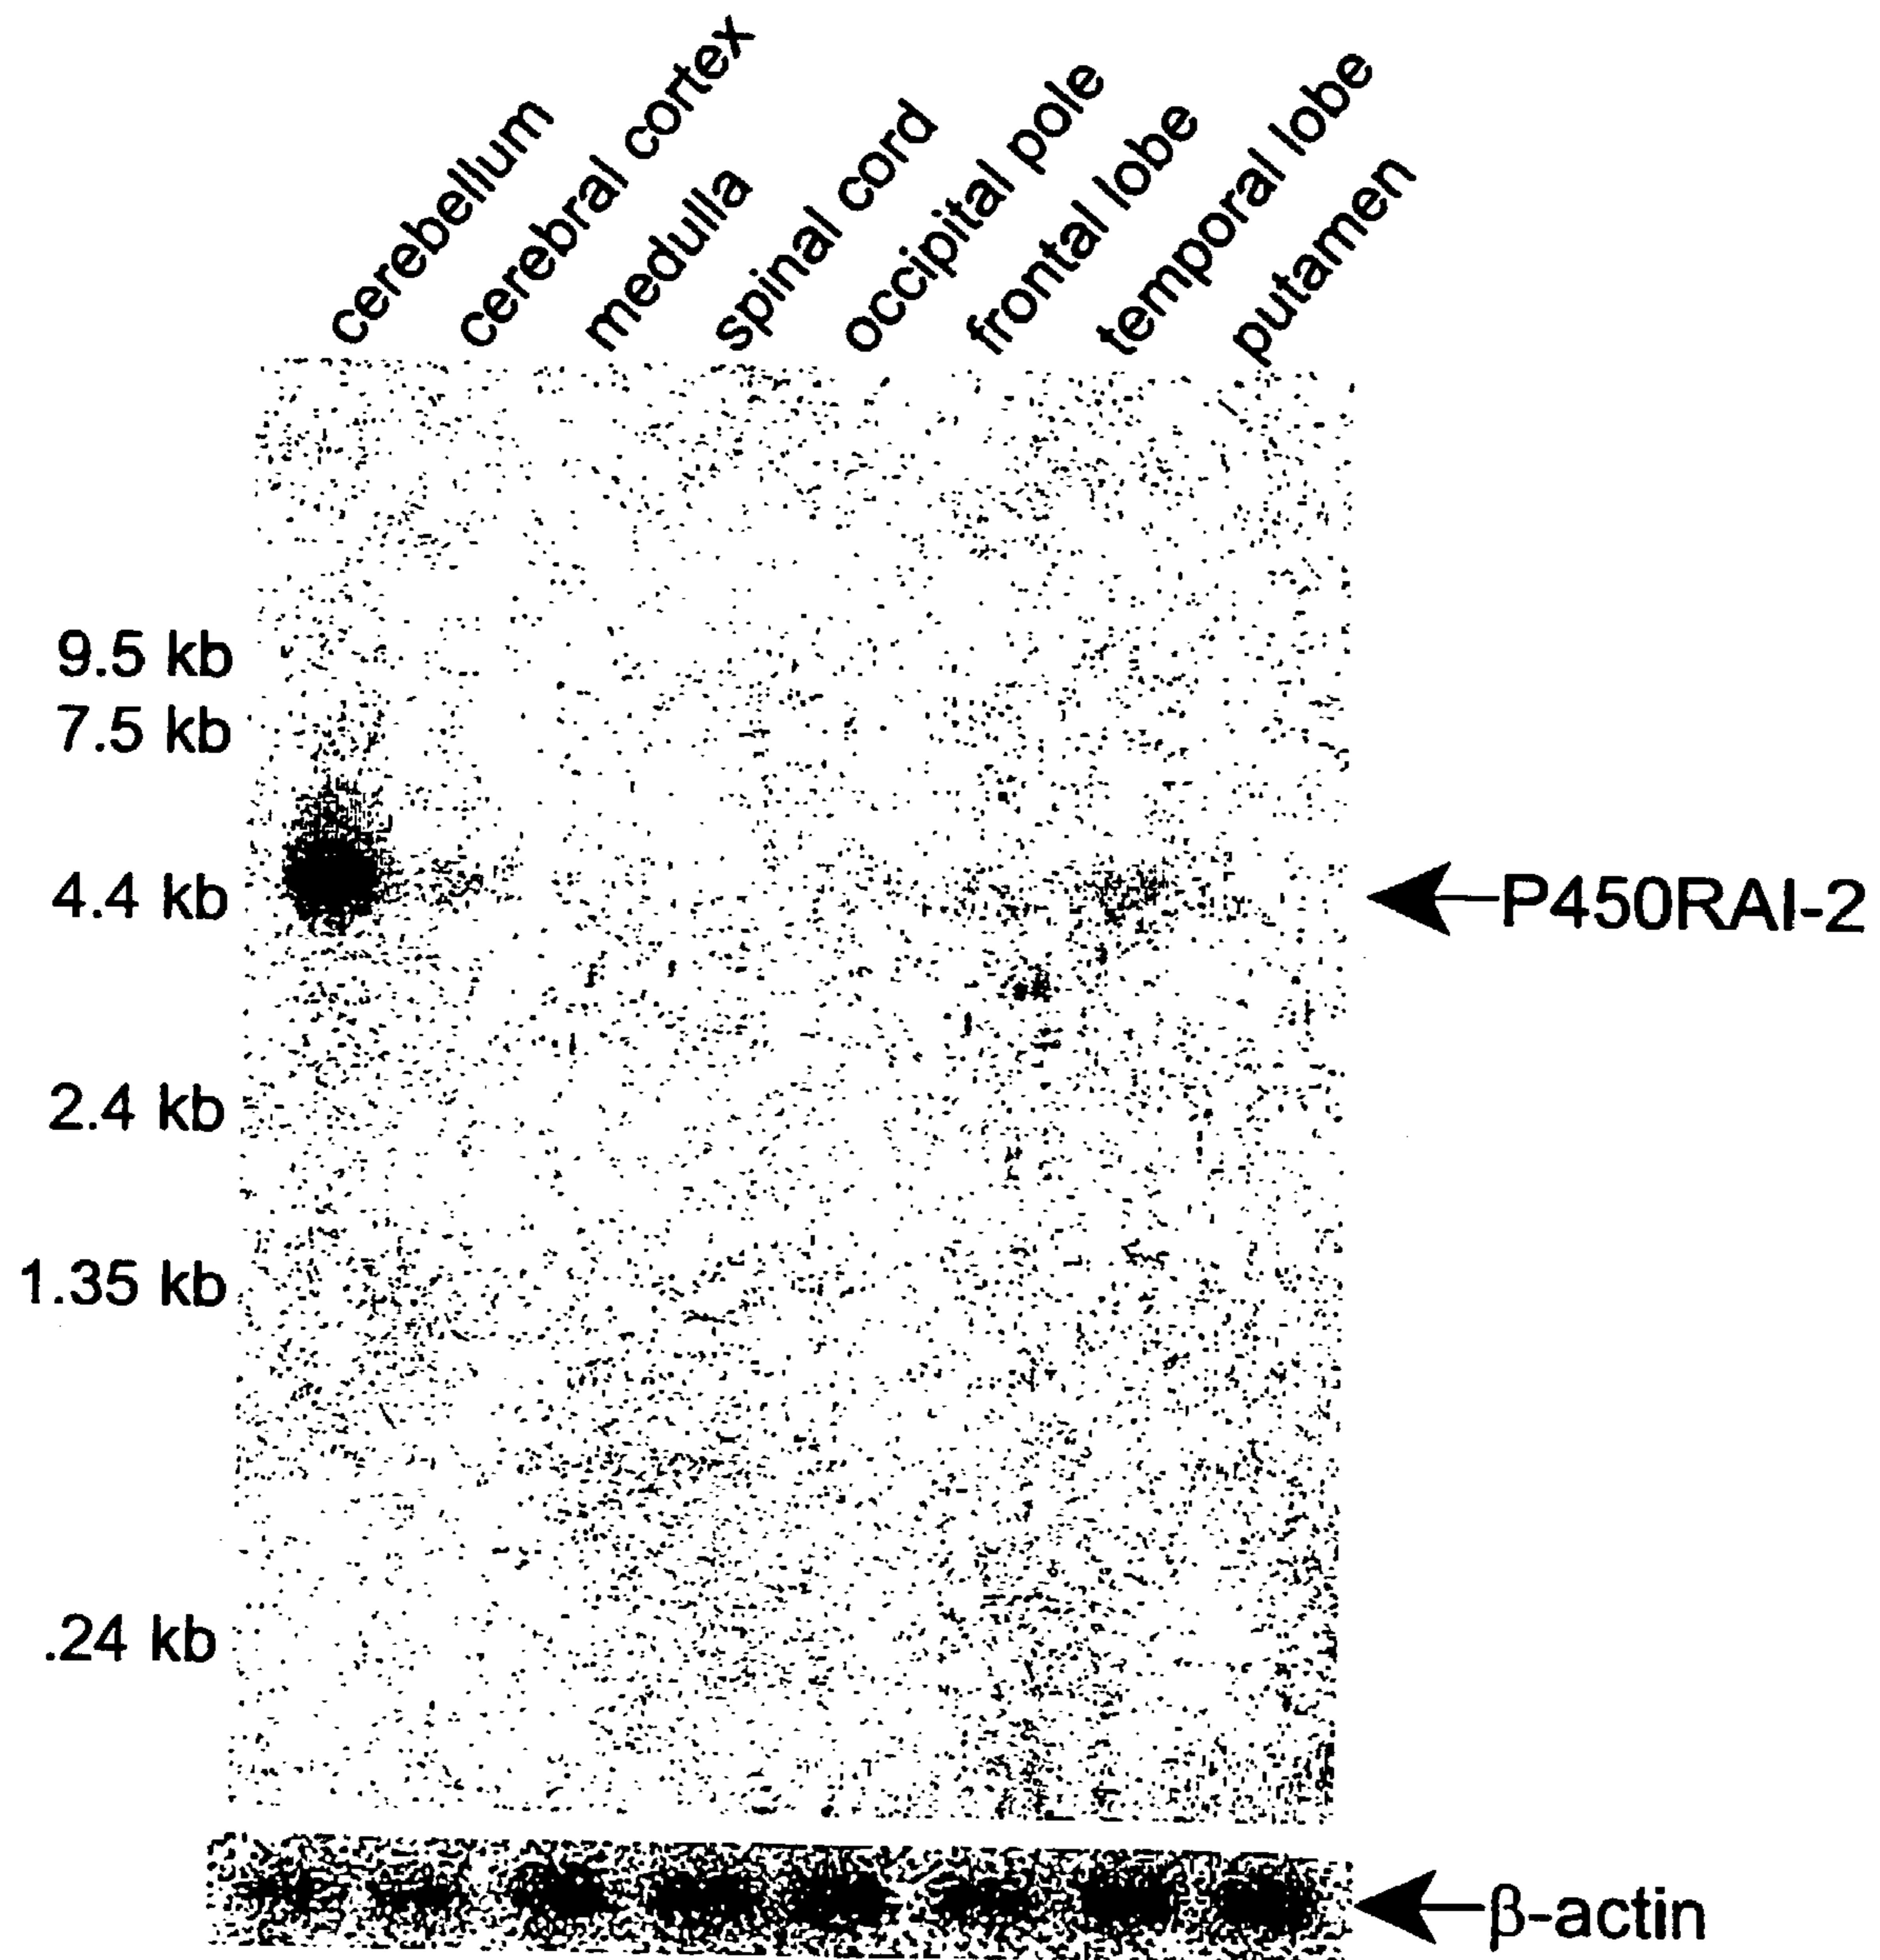 cerebellum
cerebral cortex
medulla
spinal cord
occipital pole
frontal lobe
temporal lobe
putamen
9.5 kb
7.5 kb
4.4 kb
P450RAI-2
2.4 kb
1.35 kb
.24 kb
β-actin